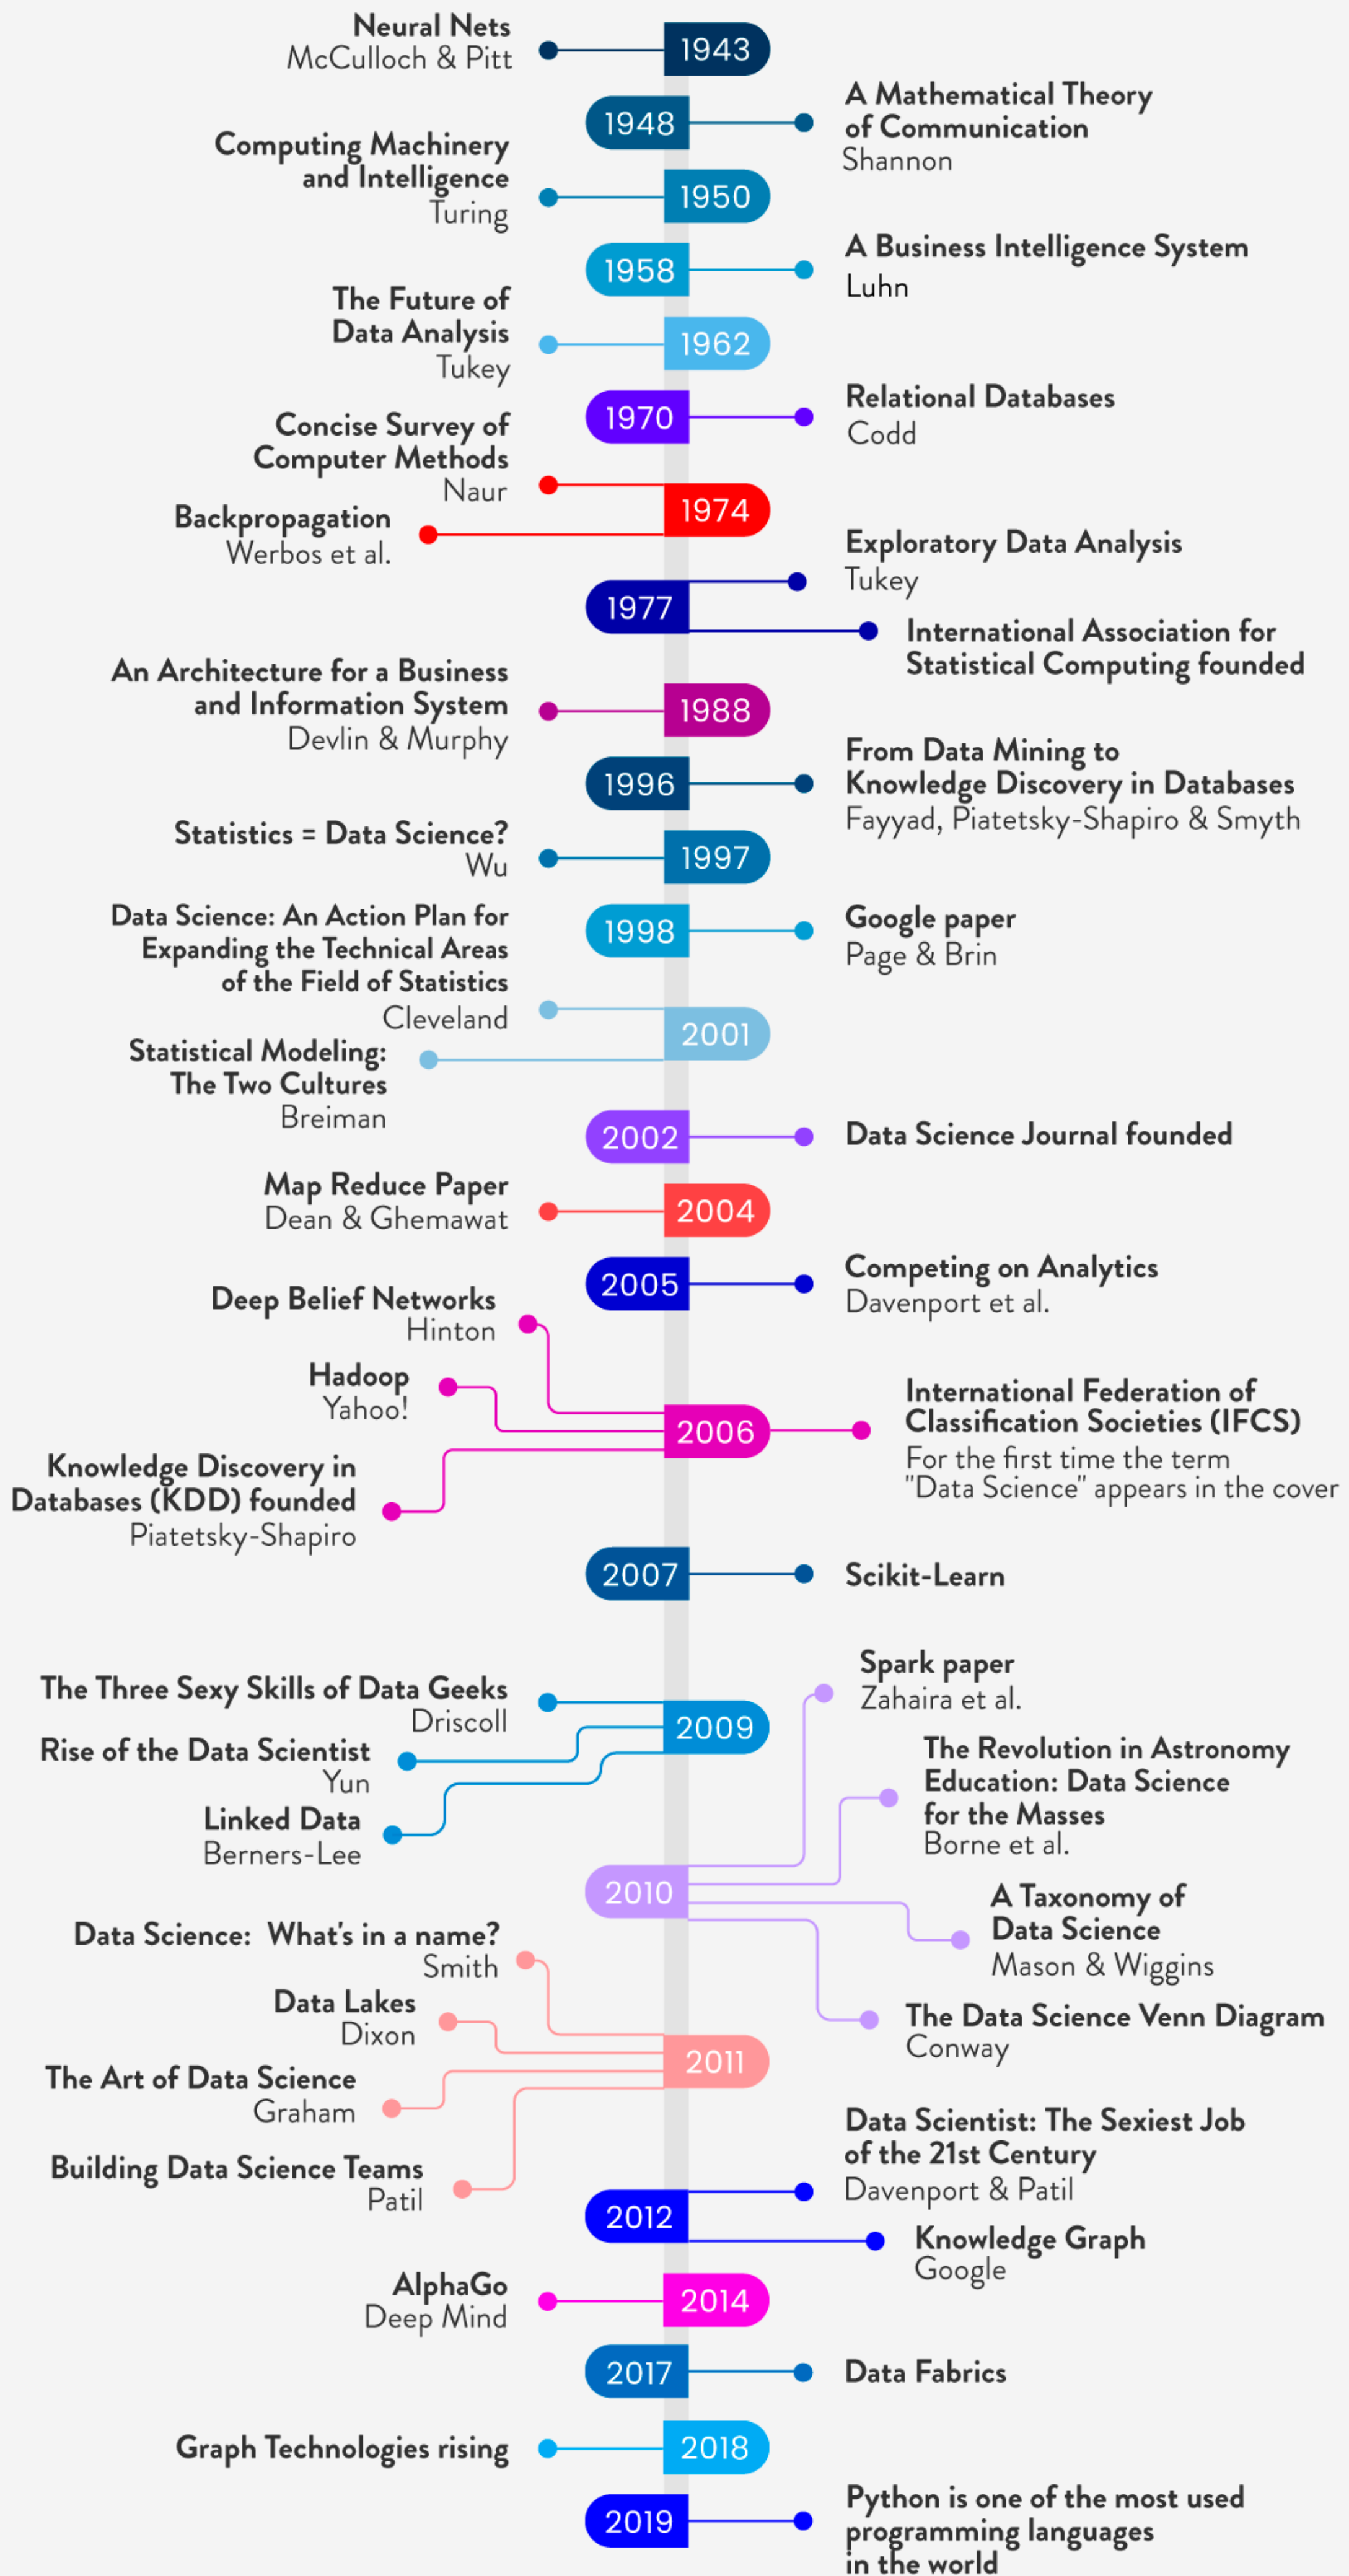 Neural Nets
McCulloch & Pitt
1943
1948
A Mathematical Theory
of Communication
Shannon
Computing Machinery
and Intelligence
Turing
1950
1958
A Business Intelligence System
Luhn
The Future of
Data Analysis
Tukey
1962
1970
Relational Databases
Codd
Concise Survey of
Computer Methods
Naur
1974
Backpropagation
Werbos et al.
1977
Exploratory Data Analysis
Tukey
International Association for
Statistical Computing founded
An Architecture for a Business
and Information System
Devlin & Murphy
1988
1996
From Data Mining to
Knowledge Discovery in Databases
Fayyad, Piatetsky-Shapiro & Smyth
Statistics = Data Science?
Wu
1997
1998
Google paper
Page & Brin
Data Science: An Action Plan for
Expanding the Technical Areas
of the Field of Statistics
Cleveland
2001
Statistical Modeling:
The Two Cultures
Breiman
2002
Data Science Journal founded
Map Reduce Paper
Dean & Ghemawat
2004
2005
Competing on Analytics
Davenport et al.
Deep Belief Networks
Hinton
Hadoop
Yahoo!
2006
Knowledge Discovery in
Databases (KDD) founded
Piatetsky-Shapiro
International Federation of
Classification Societies (IFCS)
For the first time the term
"Data Science" appears in the cover
2007
Scikit-Learn
The Three Sexy Skills of Data Geeks
Driscoll
2009
Rise of the Data Scientist
Yun
Linked Data
Berners-Lee
Spark paper
Zahaira et al.
The Revolution in Astronomy
Education: Data Science
for the Masses
Borne et al.
2010
A Taxonomy of
Data Science
Mason & Wiggins
The Data Science Venn Diagram
Conway
Data Science: What's in a name?
Smith
Data Lakes
Dixon
2011
The Art of Data Science
Graham
Building Data Science Teams
Patil
Data Scientist: The Sexiest Job
of the 21st Century
Davenport & Patil
2012
Knowledge Graph
Google
AlphaGo
Deep Mind
2014
2017
Data Fabrics
Graph Technologies rising
2018
2019
Python is one of the most used
programming languages
in the world